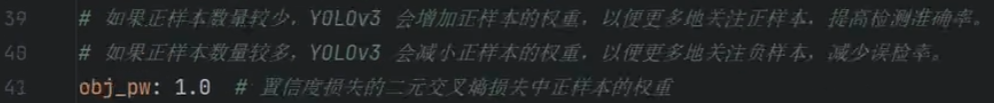 39 # 如果正样本数量较少，YOLOv3 会增加正样本的权重，以便更多地关注正样本，提高检测准确率。
40 # 如果正样本数量较多，YOLOv3 会减小正样本的权重，以便更多地关注负样本，减少误检率。
41 obj_pw: 1.0 # 置信度损失的二元交叉熵损失中正样本的权重